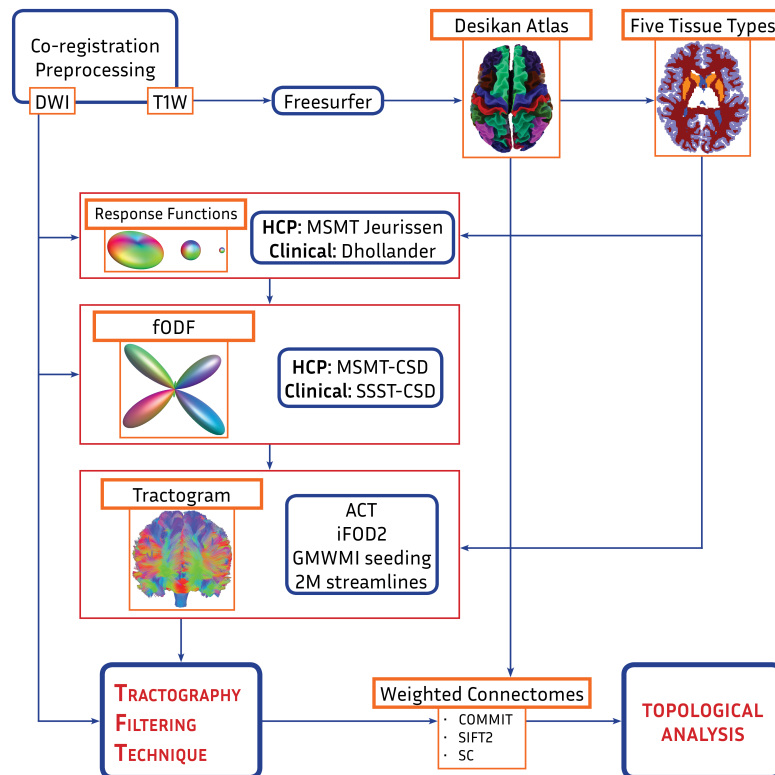 Co-registration
Preprocessing
DWI
T1W
Freesurfer
Desikan Atlas
Five Tissue Types
Response Functions
HCP: MSMT Jeurissen
Clinical: Dhollander
fODF
HCP: MSMT-CSD
Clinical: SSST-CSD
Tractogram
ACT
iFOD2
GMWMI seeding
2M streamlines
TRACTOGRAPHY
FILTERING
TECHNIQUE
Weighted Connectomes
· COMMIT
· SIFT2
· SC
TOPOLOGICAL
ANALYSIS